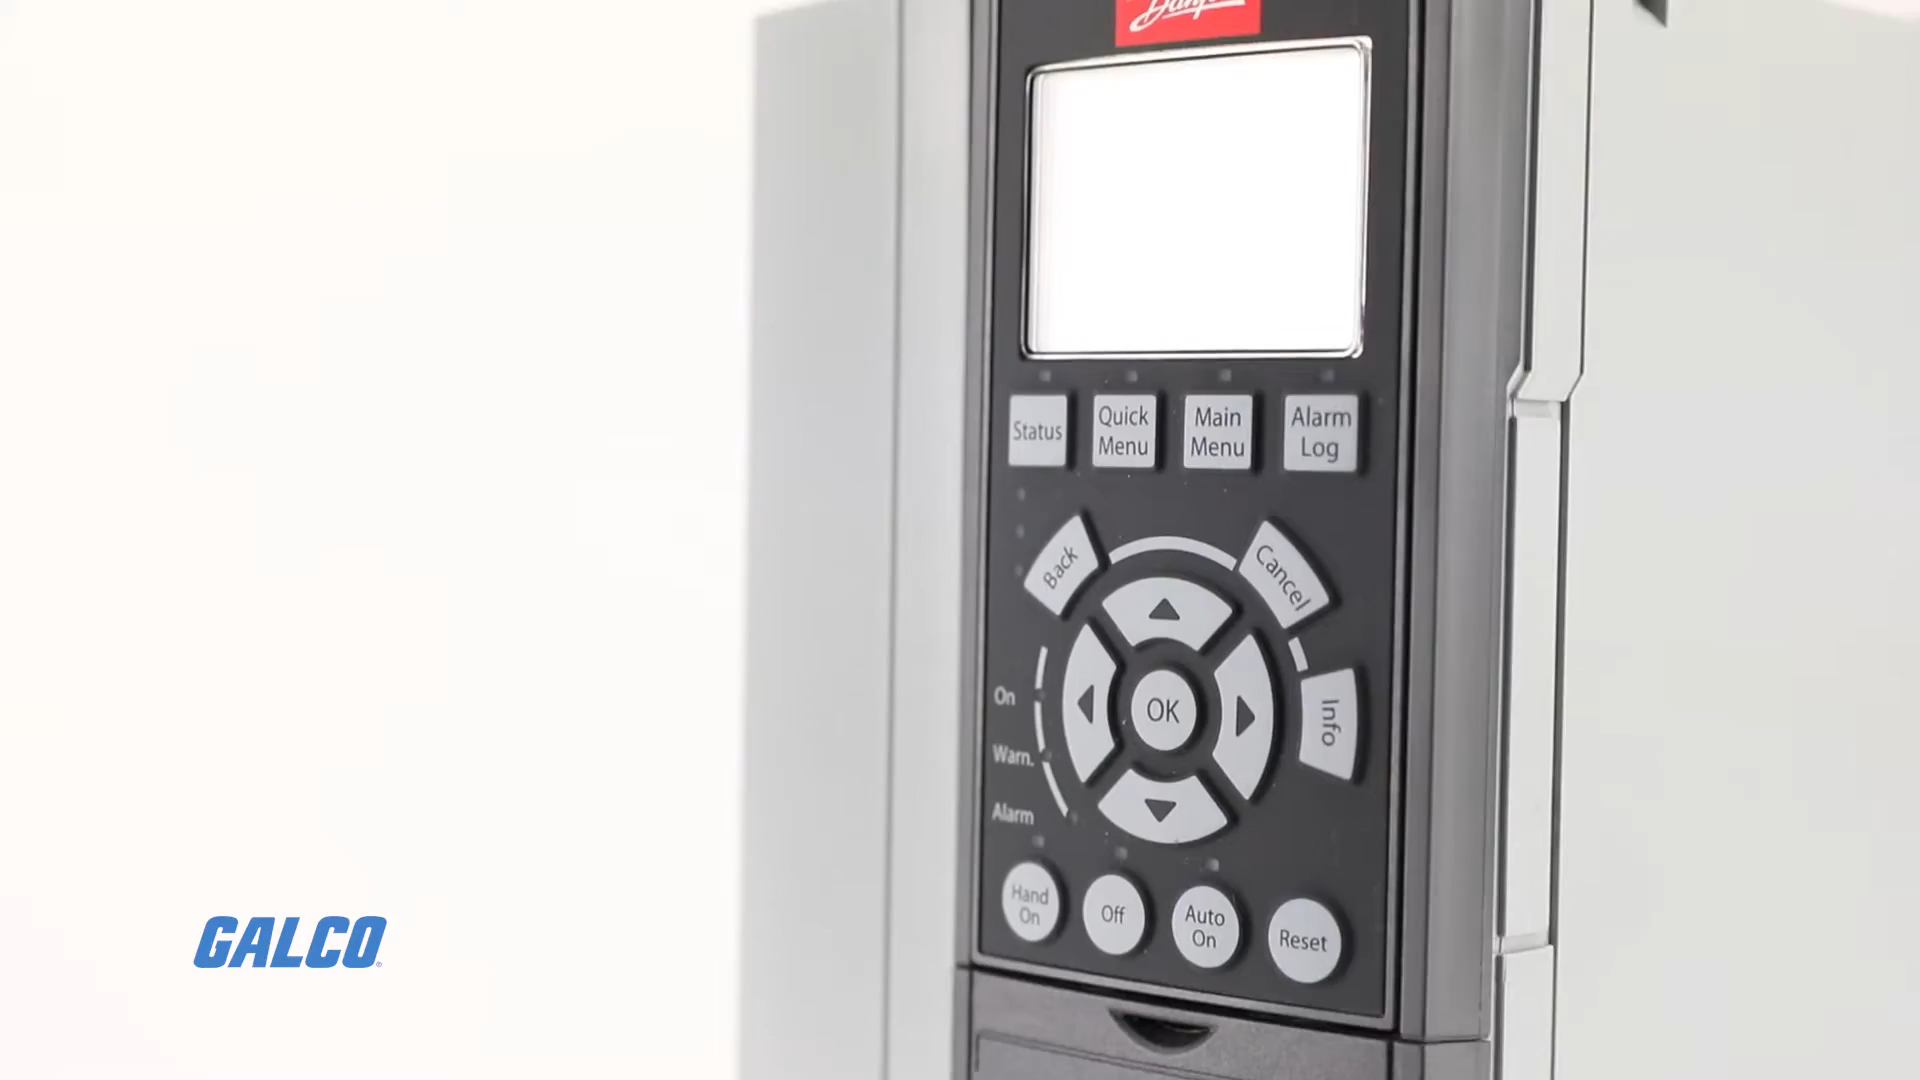 Danfoss
Status
Quick
Menu
Main
Menu
Alarm
Log
Back
Cancel
OK
Info
On
Warn.
Alarm
Hand
On
Off
Auto
On
Reset
GALCO